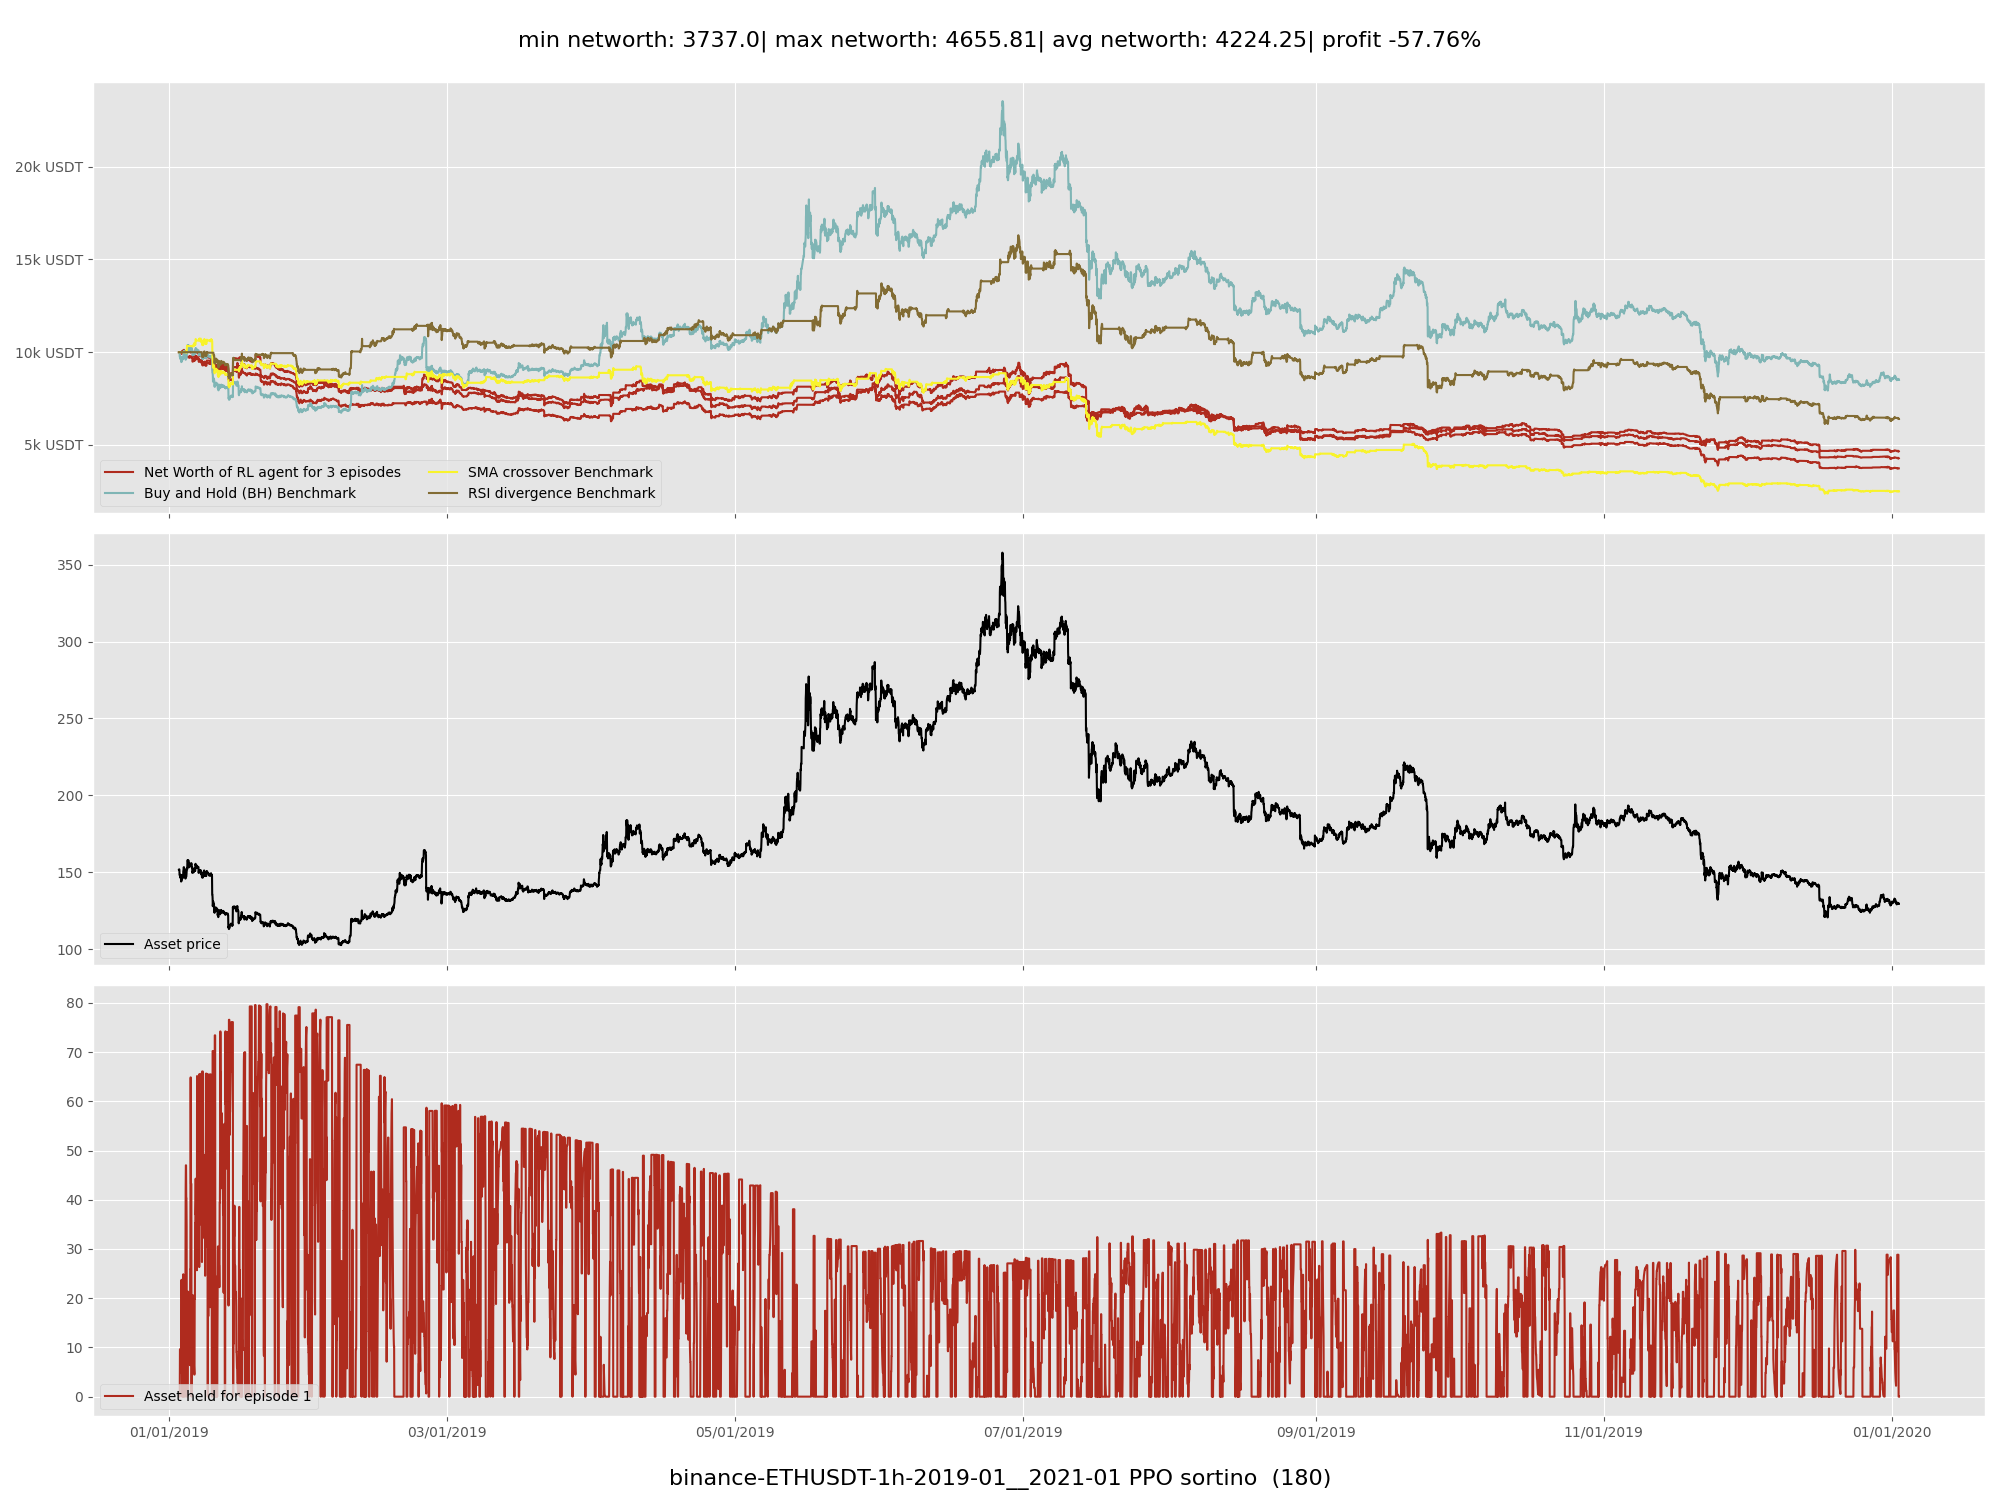 min networth: 3737.0| max networth: 4655.81| avg networth: 4224.25| profit -57.76%
20k USDT
15k USDT
10k USDT
5k USDT
Net Worth of RL agent for 3 episodes
Buy and Hold (BH) Benchmark
SMA crossover Benchmark
RSI divergence Benchmark
350
300
250
200
150
100
Asset price
80
70
60
50
40
30
20
10
0
Asset held for episode 1
01/01/2019 03/01/2019 05/01/2019 07/01/2019 09/01/2019 11/01/2019 01/01/2020
binance-ETHUSDT-1h-2019-01__2021-01 PPO sortino (180)